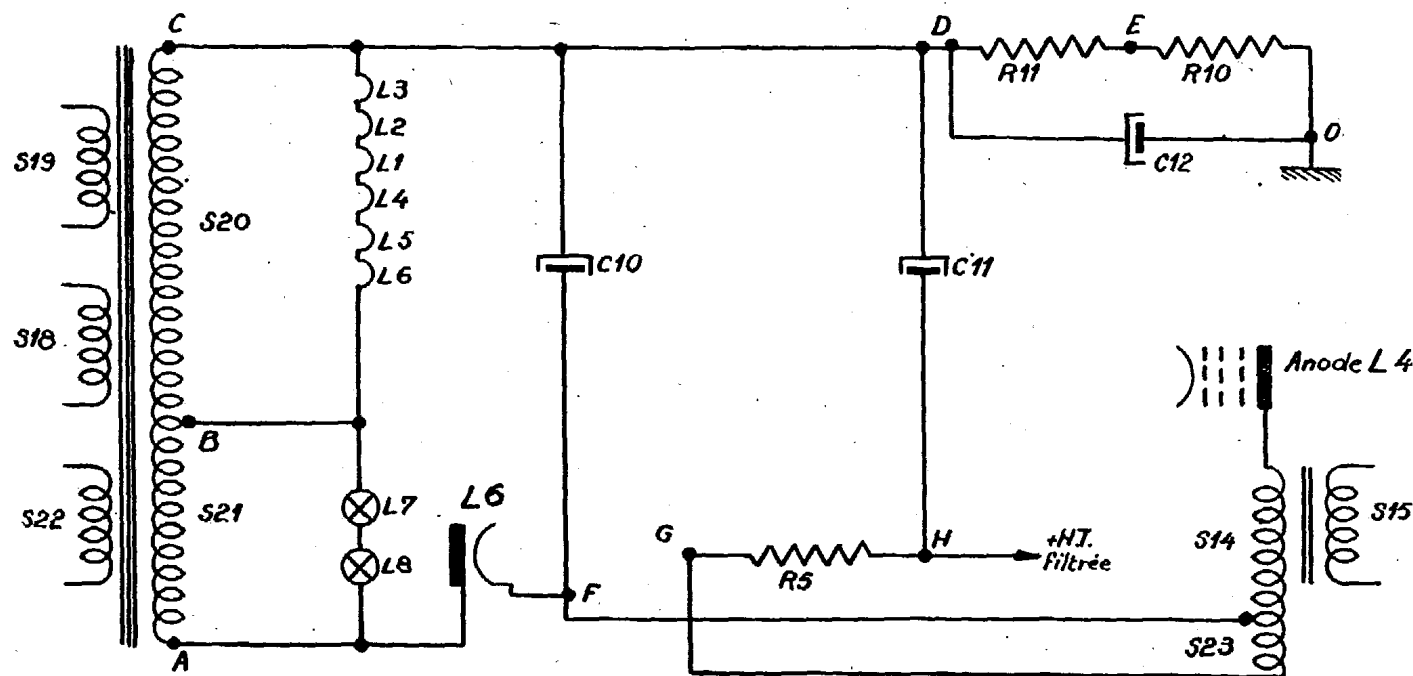 C
D
E
R11
R10
O
C12
L3
L2
L1
L4
L5
L6
S19
S20
C10
C11
S18
Anode L4
B
S22
S21
L7
L8
L6
G
H
+H.T.
filtrée
R5
S14
S15
F
S23
A